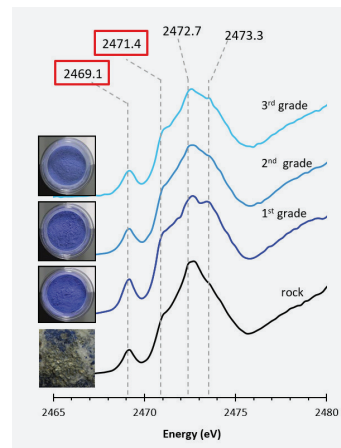 2472.7
2471.4
2473.3
2469.1
3rd grade
2nd grade
1st grade
rock
2465 2470 2475 2480
Energy (eV)